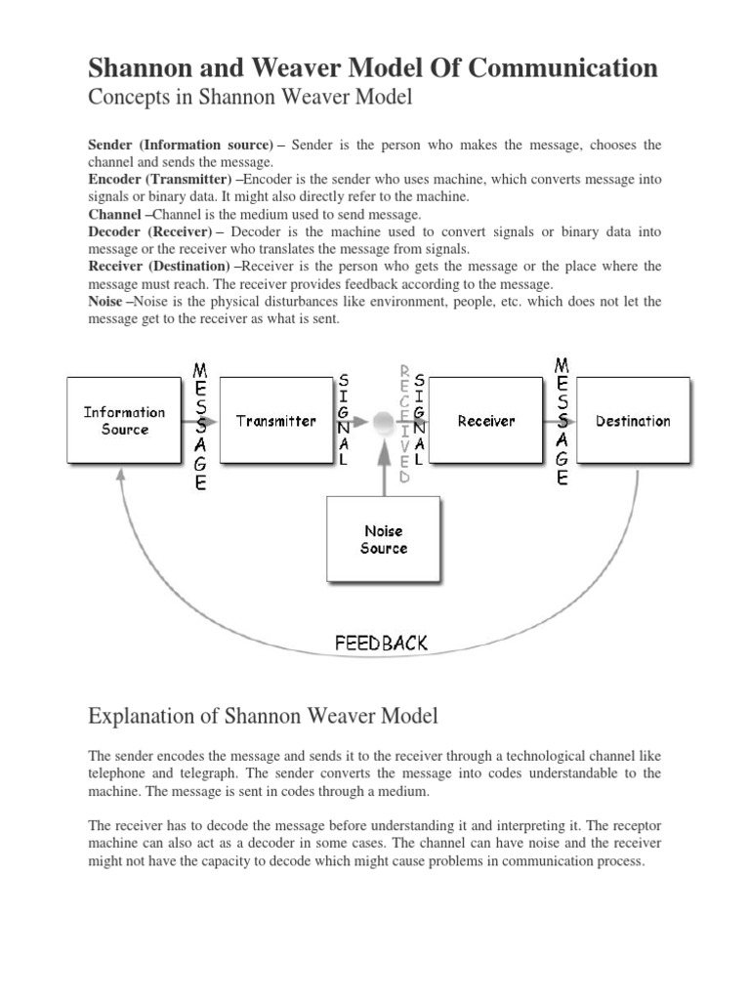 Shannon and Weaver Model Of Communication
Concepts in Shannon Weaver Model
Sender (Information source) – Sender is the person who makes the message, chooses the
channel and sends the message.
Encoder (Transmitter) –Encoder is the sender who uses machine, which converts message into
signals or binary data. It might also directly refer to the machine.
Channel –Channel is the medium used to send message.
Decoder (Receiver) – Decoder is the machine used to convert signals or binary data into
message or the receiver who translates the message from signals.
Receiver (Destination) –Receiver is the person who gets the message or the place where the
message must reach. The receiver provides feedback according to the message.
Noise –Noise is the physical disturbances like environment, people, etc. which does not let the
message get to the receiver as what is sent.
Information
Source
MESSAGE
Transmitter
SIGNAL
RECEIVED
SIGNAL
Receiver
MESSAGE
Destination
Noise
Source
FEEDBACK
Explanation of Shannon Weaver Model
The sender encodes the message and sends it to the receiver through a technological channel like
telephone and telegraph. The sender converts the message into codes understandable to the
machine. The message is sent in codes through a medium.
The receiver has to decode the message before understanding it and interpreting it. The receptor
machine can also act as a decoder in some cases. The channel can have noise and the receiver
might not have the capacity to decode which might cause problems in communication process.